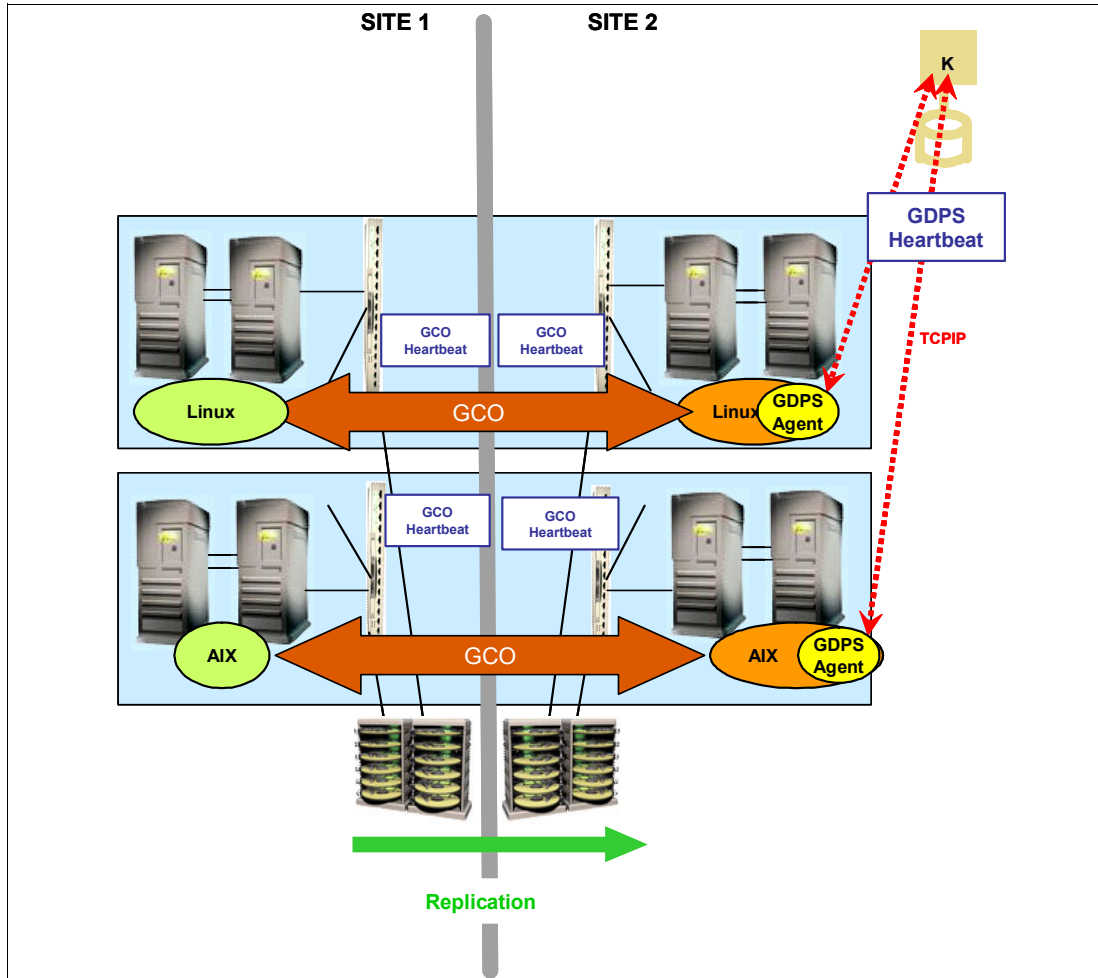 SITE 1
SITE 2
K
GDPS
Heartbeat
GCO
Heartbeat
GCO
Heartbeat
TCPIP
Linux
GCO
Linux
GDPS
Agent
GCO
Heartbeat
GCO
Heartbeat
AIX
GCO
AIX
GDPS
Agent
Replication